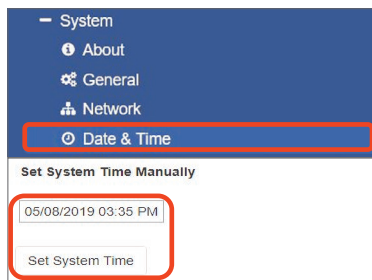 − System
About
General
Network
Date & Time
Set System Time Manually
05/08/2019 03:35 PM
Set System Time